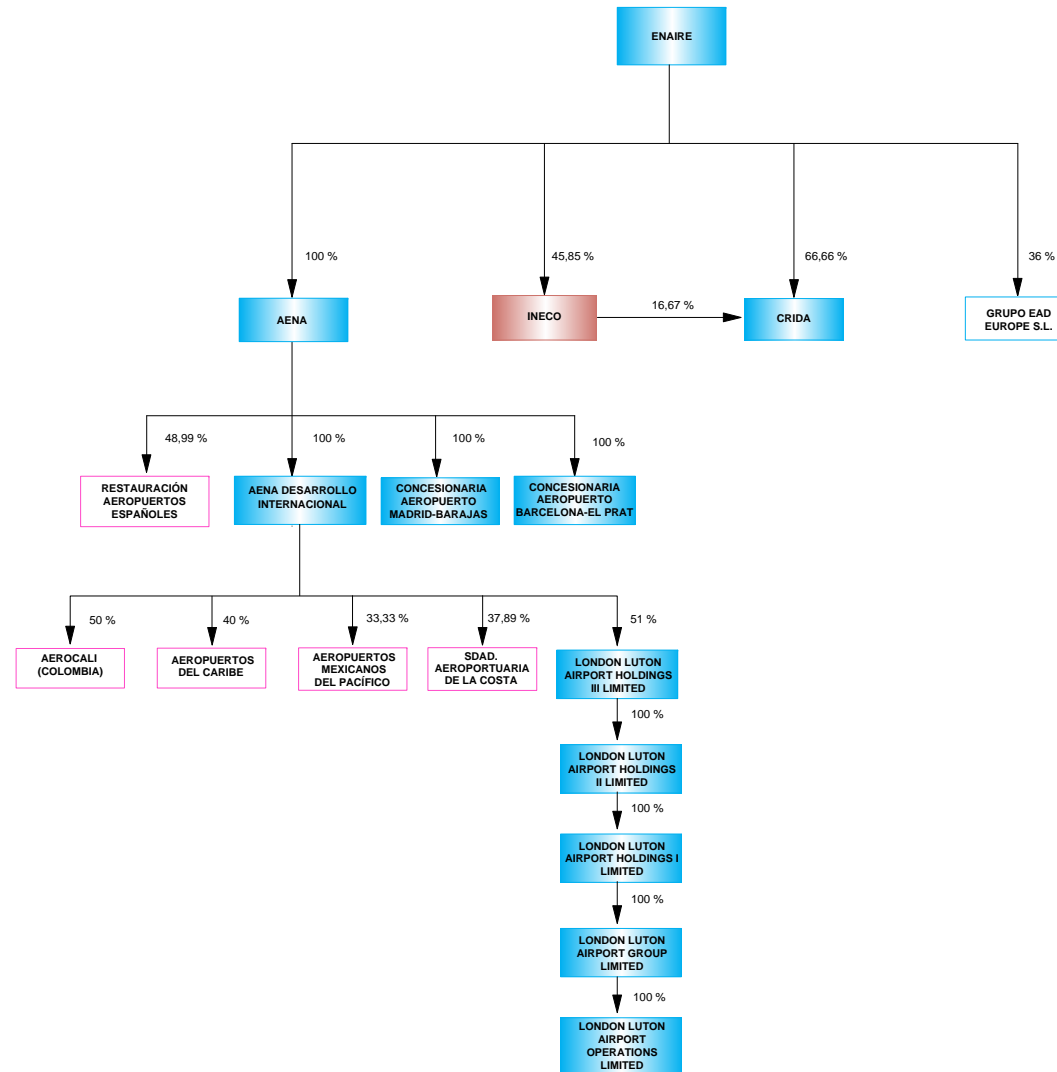 ENAIRE
100 %
45,85 %
66,66 %
36 %
AENA
INECO
16,67 %
CRIDA
GRUPO EAD
EUROPE S.L.
48,99 %
100 %
100 %
100 %
RESTAURACIÓN
AEROPUERTOS
ESPAÑOLES
AENA DESARROLLO
INTERNACIONAL
CONCESIONARIA
AEROPUERTO
MADRID-BARAJAS
CONCESIONARIA
AEROPUERTO
BARCELONA-EL PRAT
50 %
40 %
33,33 %
37,89 %
51 %
AEROCALI
(COLOMBIA)
AEROPUERTOS
DEL CARIBE
AEROPUERTOS
MEXICANOS
DEL PACÍFICO
SDAD.
AEROPORTUARIA
DE LA COSTA
LONDON LUTON
AIRPORT HOLDINGS
III LIMITED
100 %
LONDON LUTON
AIRPORT HOLDINGS
II LIMITED
100 %
LONDON LUTON
AIRPORT HOLDINGS I
LIMITED
100 %
LONDON LUTON
AIRPORT GROUP
LIMITED
100 %
LONDON LUTON
AIRPORT
OPERATIONS
LIMITED